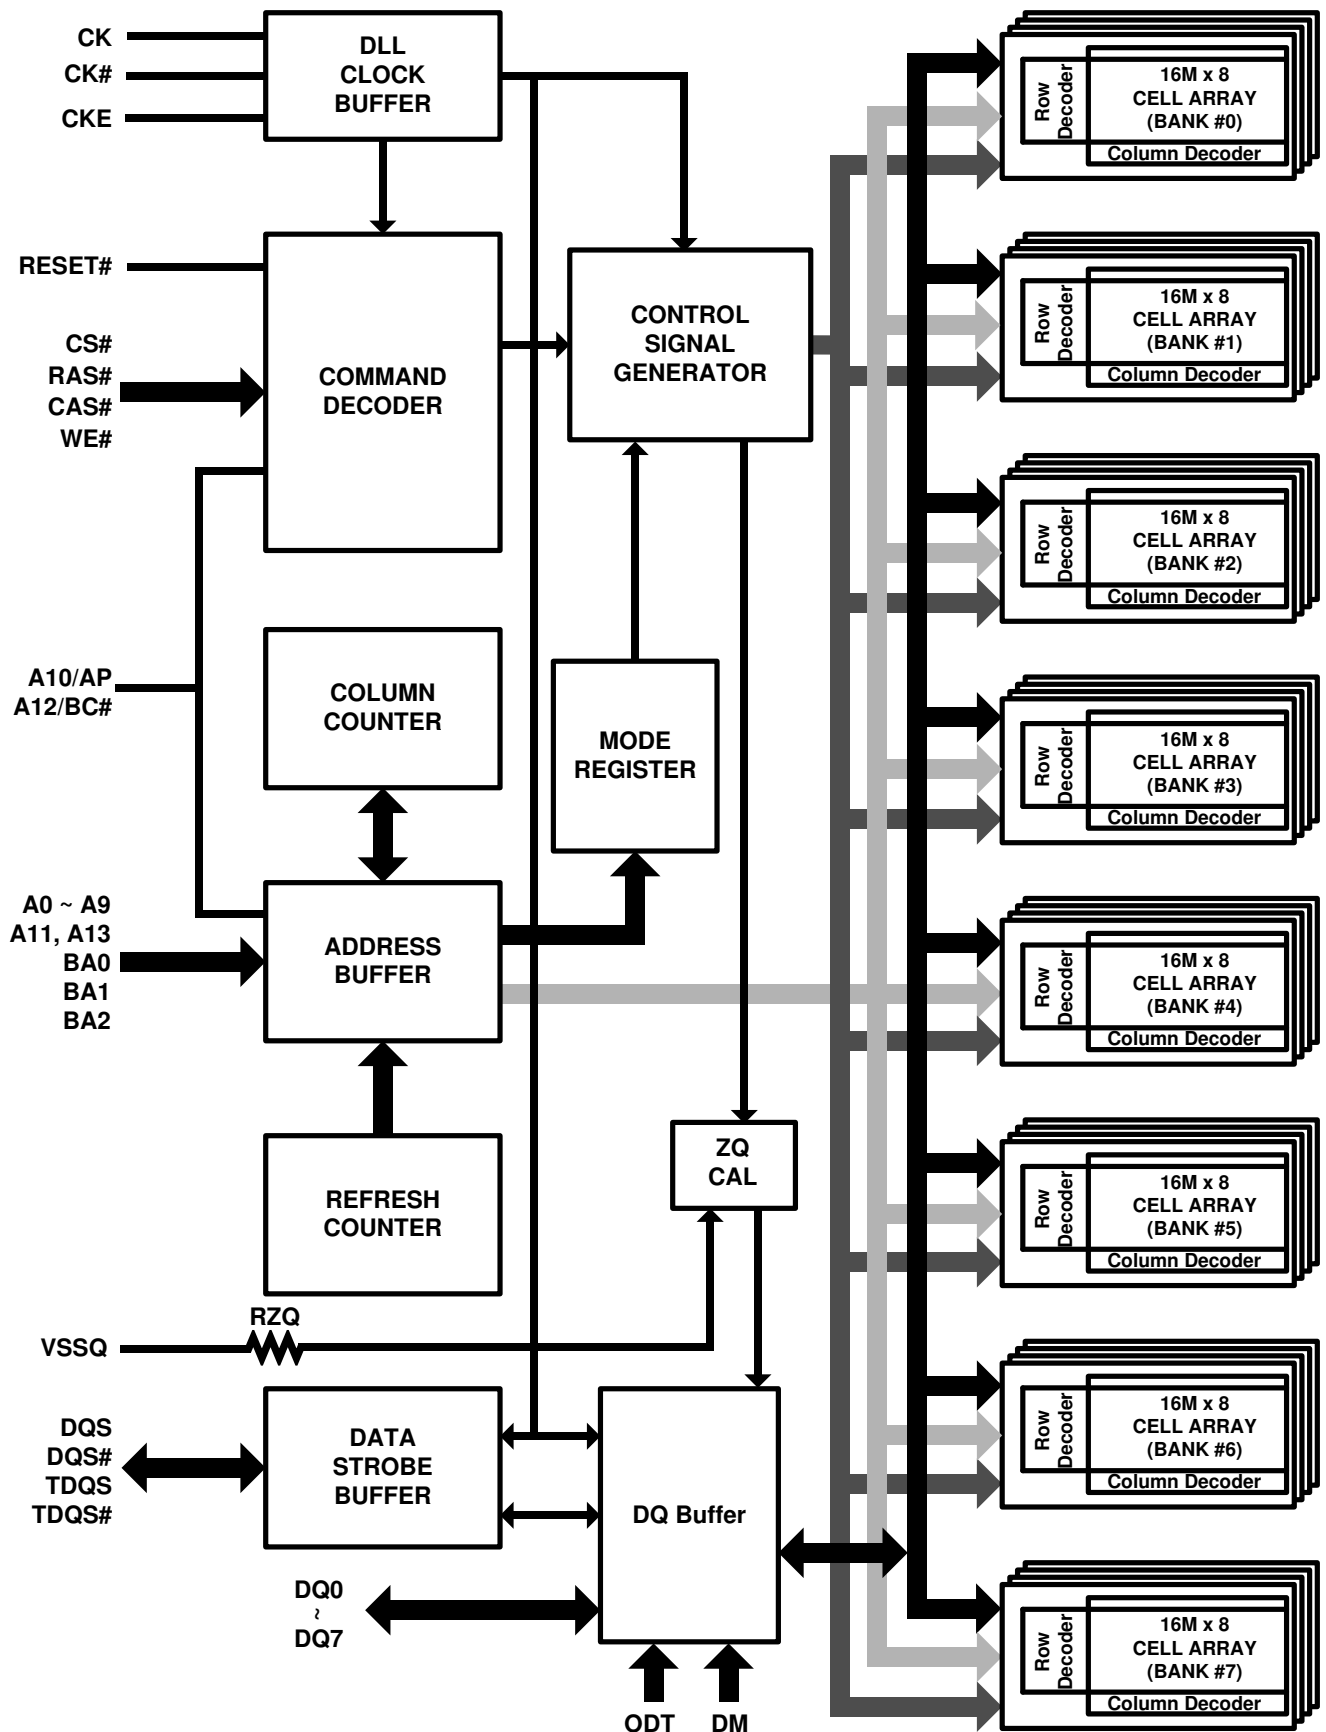 CK
CK#
CKE
DLL
CLOCK
BUFFER
RESET#
CS#
RAS#
CAS#
WE#
COMMAND
DECODER
CONTROL
SIGNAL
GENERATOR
A10/AP
A12/BC#
COLUMN
COUNTER
MODE
REGISTER
A0 ~ A9
A11, A13
BA0
BA1
BA2
ADDRESS
BUFFER
REFRESH
COUNTER
ZQ
CAL
RZQ
VSSQ
DQS
DQS#
TDQS
TDQS#
DATA
STROBE
BUFFER
DQ Buffer
DQ0
~
DQ7
ODT
DM
Row
Decoder
16M x 8
CELL ARRAY
(BANK #0)
Column Decoder
Row
Decoder
16M x 8
CELL ARRAY
(BANK #1)
Column Decoder
Row
Decoder
16M x 8
CELL ARRAY
(BANK #2)
Column Decoder
Row
Decoder
16M x 8
CELL ARRAY
(BANK #3)
Column Decoder
Row
Decoder
16M x 8
CELL ARRAY
(BANK #4)
Column Decoder
Row
Decoder
16M x 8
CELL ARRAY
(BANK #5)
Column Decoder
Row
Decoder
16M x 8
CELL ARRAY
(BANK #6)
Column Decoder
Row
Decoder
16M x 8
CELL ARRAY
(BANK #7)
Column Decoder